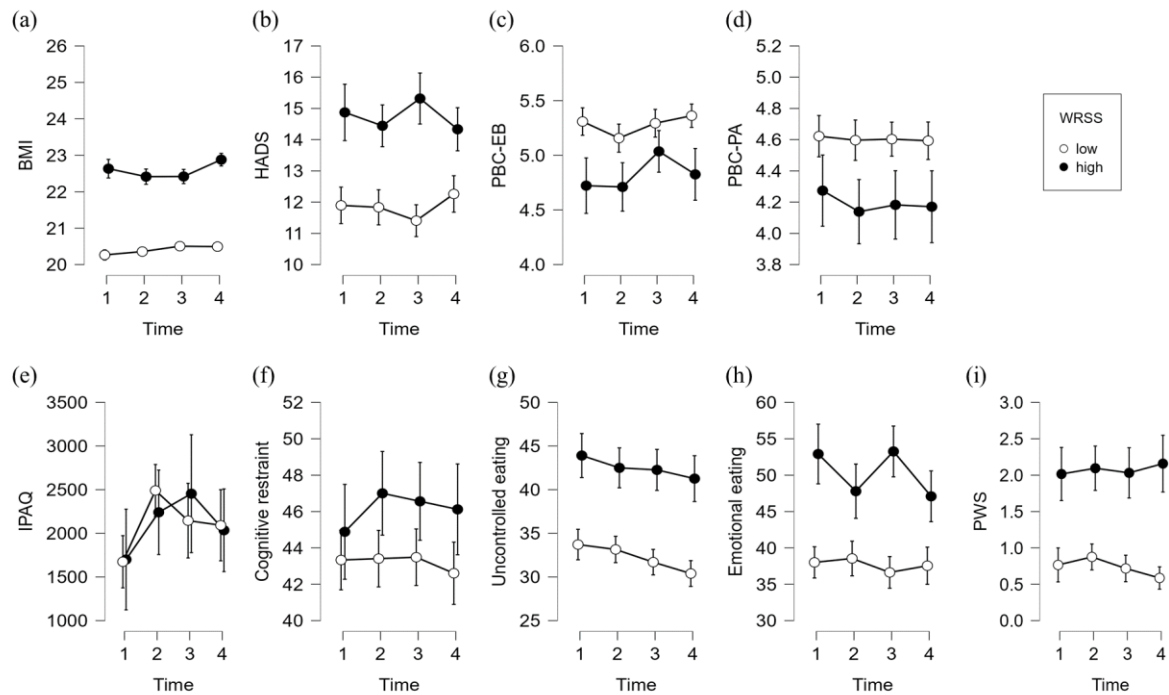 (a)
BMI
26
25
24
23
22
21
20
1 2 3 4
Time
(b)
HADS
17
16
15
14
13
12
11
10
1 2 3 4
Time
(c)
PBC-EB
6.0
5.5
5.0
4.5
4.0
1 2 3 4
Time
(d)
PBC-PA
5.2
5.0
4.8
4.6
4.4
4.2
4.0
3.8
1 2 3 4
Time
WRSS
low
high
(e)
IPAQ
3500
3000
2500
2000
1500
1000
1 2 3 4
Time
(f)
Cognitive restraint
52
50
48
46
44
42
40
1 2 3 4
Time
(g)
Uncontrolled eating
50
45
40
35
30
25
1 2 3 4
Time
(h)
Emotional eating
60
55
50
45
40
35
30
1 2 3 4
Time
(i)
PWS
3.0
2.5
2.0
1.5
1.0
0.5
0.0
1 2 3 4
Time